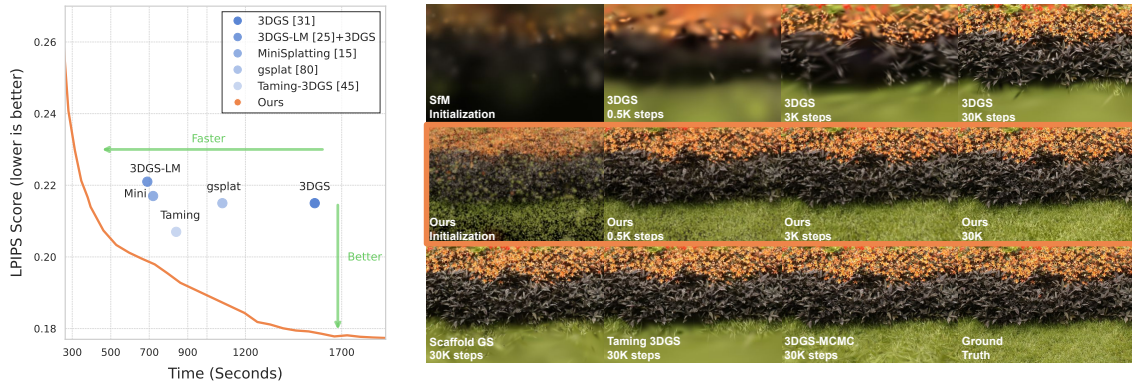 LPIPS Score (lower is better)
0.26
0.24
0.22
0.20
0.18
300
500
700
900
1200
1700
Time (Seconds)
3DGS [31]
3DGS-LM [25]+3DGS
MiniSplatting [15]
gsplat [80]
Taming-3DGS [45]
Ours
Faster
3DGS-LM
Mini
gsplat
3DGS
Taming
Better
SfM
Initialization
3DGS
0.5K steps
3DGS
3K steps
3DGS
30K steps
Ours
Initialization
Ours
0.5K steps
Ours
3K steps
Ours
30K
Scaffold GS
30K steps
Taming 3DGS
30K steps
3DGS-MCMC
30K steps
Ground
Truth